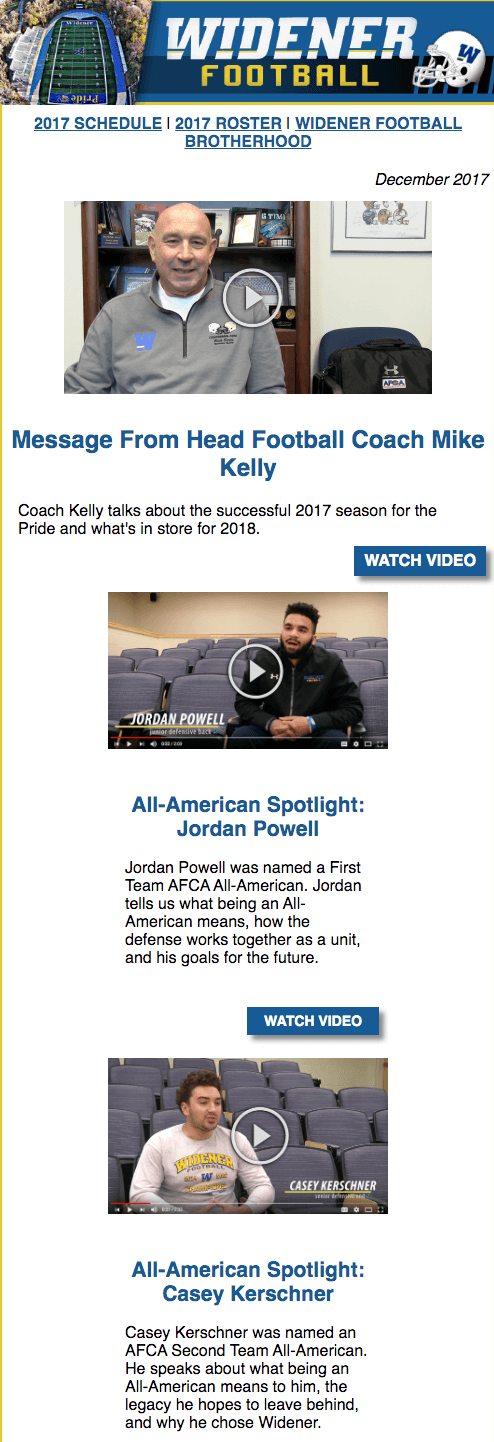 WIDENER
FOOTBALL
Pride
2017 SCHEDULE | 2017 ROSTER | WIDENER FOOTBALL
BROTHERHOOD
December 2017
W
AFCA
Message From Head Football Coach Mike
Kelly
Coach Kelly talks about the successful 2017 season for the
Pride and what's in store for 2018.
WATCH VIDEO
JORDAN POWELL
junior defensive back
All-American Spotlight:
Jordan Powell
Jordan Powell was named a First
Team AFCA All-American. Jordan
tells us what being an All-
American means, how the
defense works together as a unit,
and his goals for the future.
WATCH VIDEO
WIDENER
FOOTBALL
W
CASEY KERSCHNER
senior defensive end
All-American Spotlight:
Casey Kerschner
Casey Kerschner was named an
AFCA Second Team All-American.
He speaks about what being an
All-American means to him, the
legacy he hopes to leave behind,
and why he chose Widener.